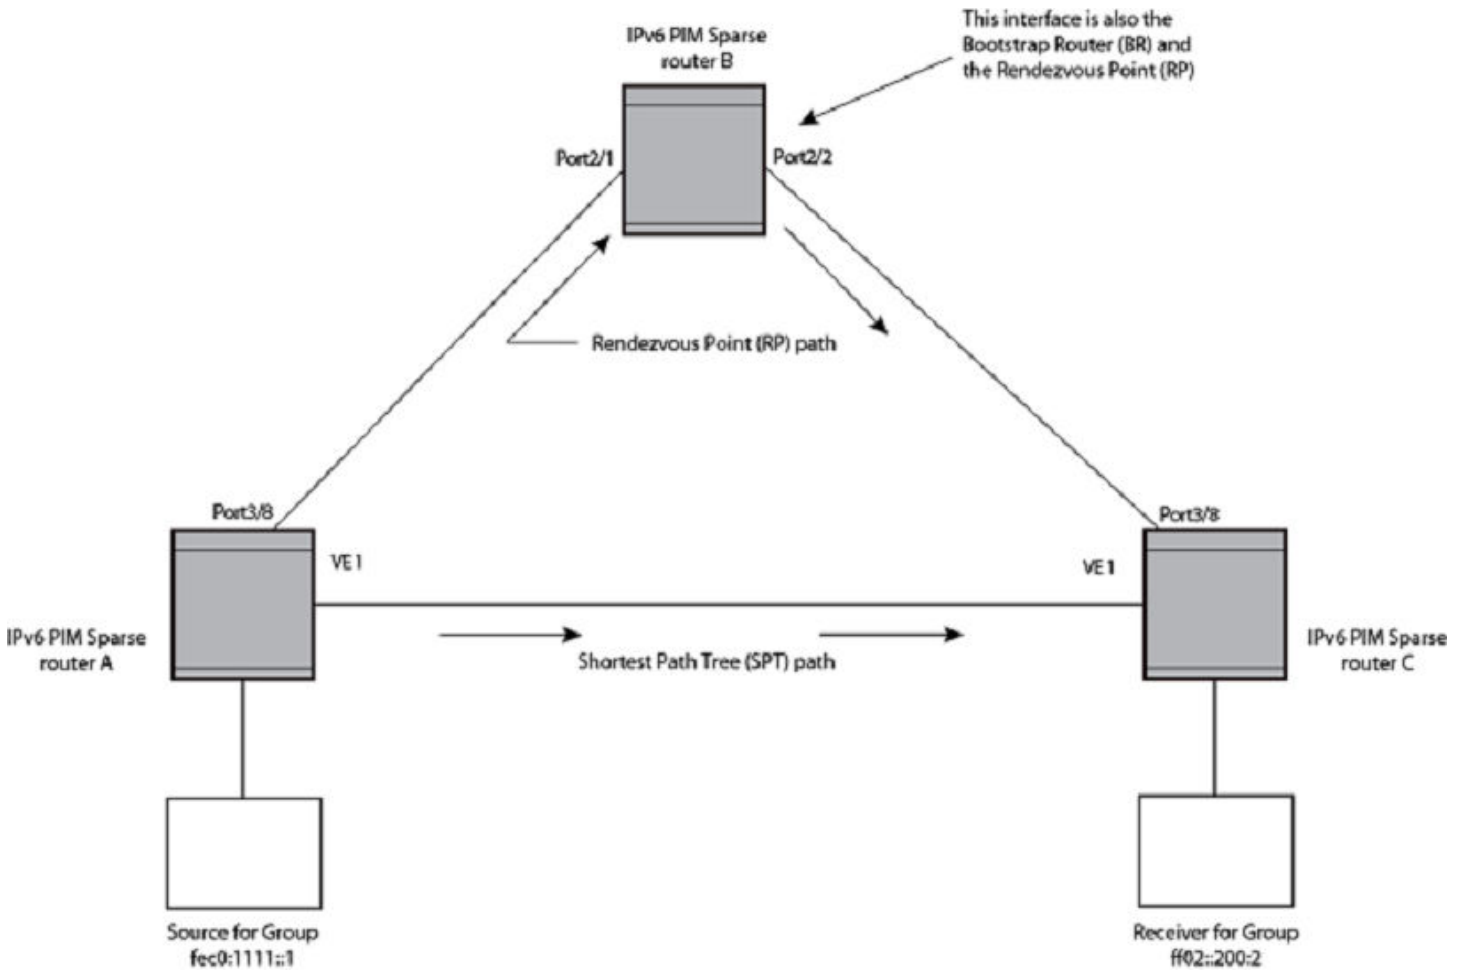 This interface is also the
Bootstrap Router (BR) and
the Rendezvous Point (RP)
IPv6 PIM Sparse
router B
Port2/1
Port2/2
Rendezvous Point (RP) path
Port3/8
Port3/8
VE1
VE1
IPv6 PIM Sparse
router A
IPv6 PIM Sparse
router C
Shortest Path Tree (SPT) path
Source for Group
fec0:1111::1
Receiver for Group
ff02::200:2